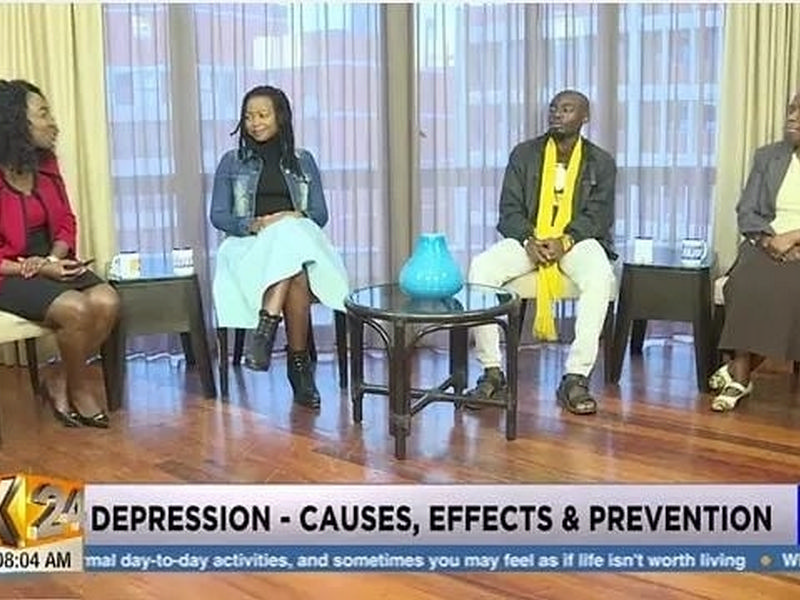 K24
DEPRESSION - CAUSES, EFFECTS & PREVENTION
08:04 AM
rmal day-to-day activities, and sometimes you may feel as if life isn't worth living